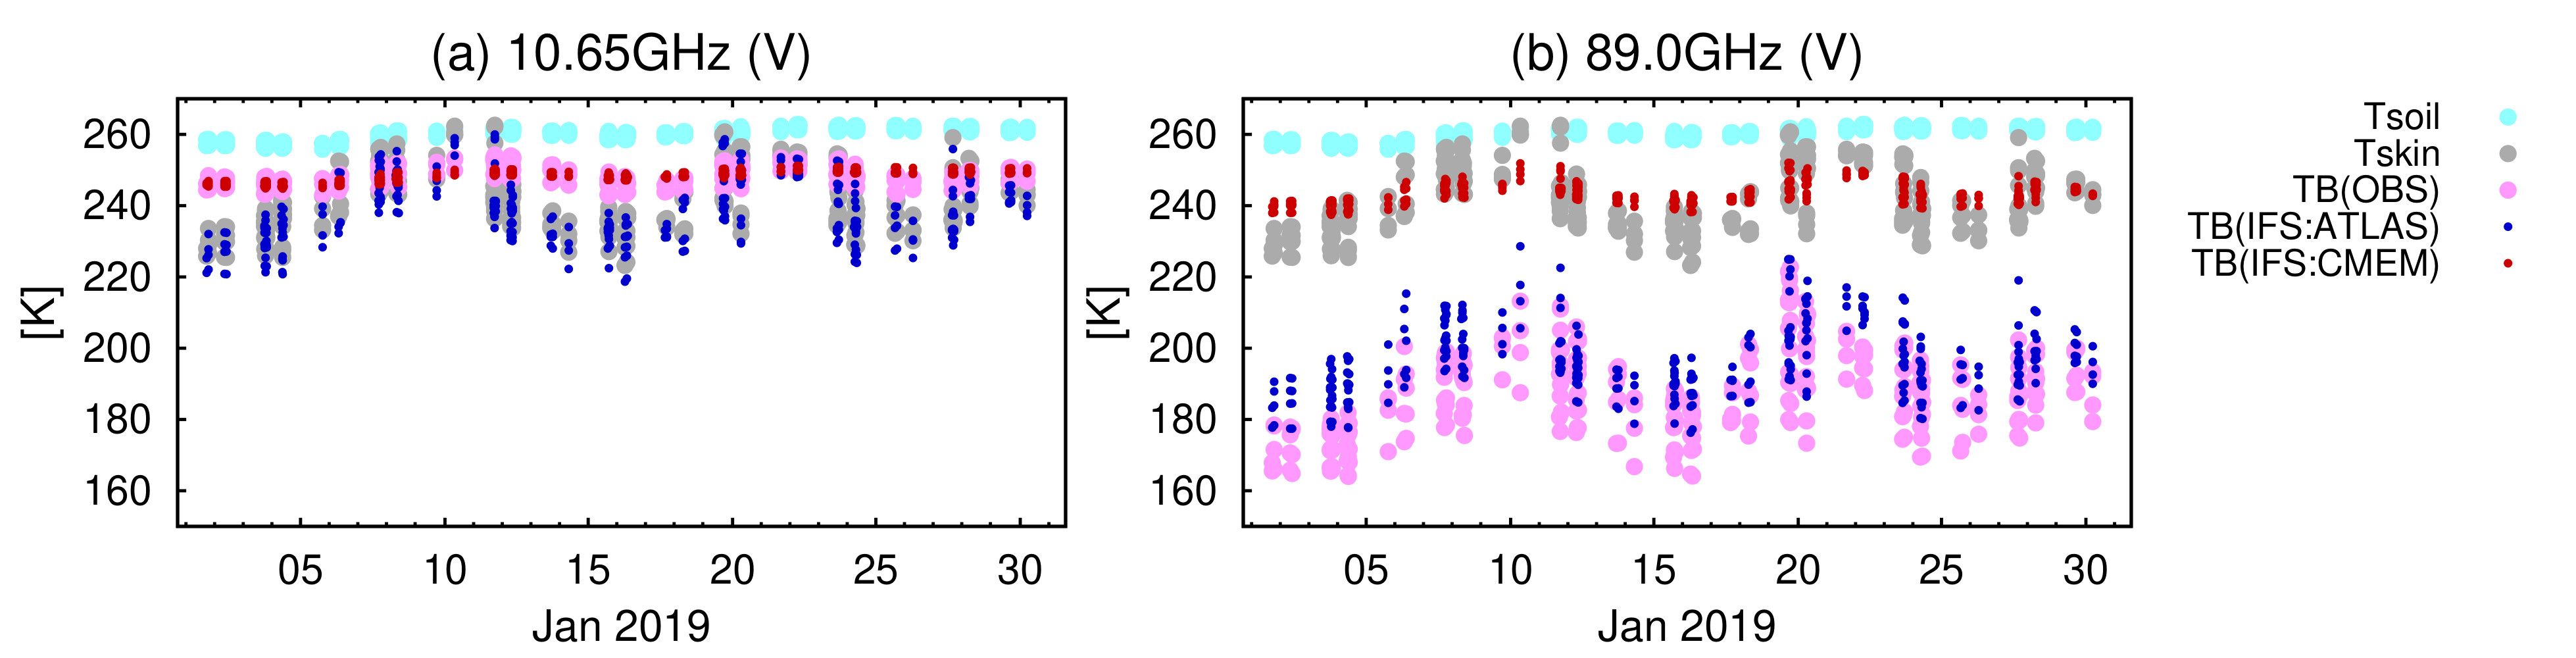 (a) 10.65GHz (V)
260
240
220
200
180
160
[K]
05 10 15 20 25 30
Jan 2019
(b) 89.0GHz (V)
260
240
220
200
180
160
[K]
05 10 15 20 25 30
Jan 2019
Tsoil
Tskin
TB(OBS)
TB(IFS:ATLAS)
TB(IFS:CMEM)